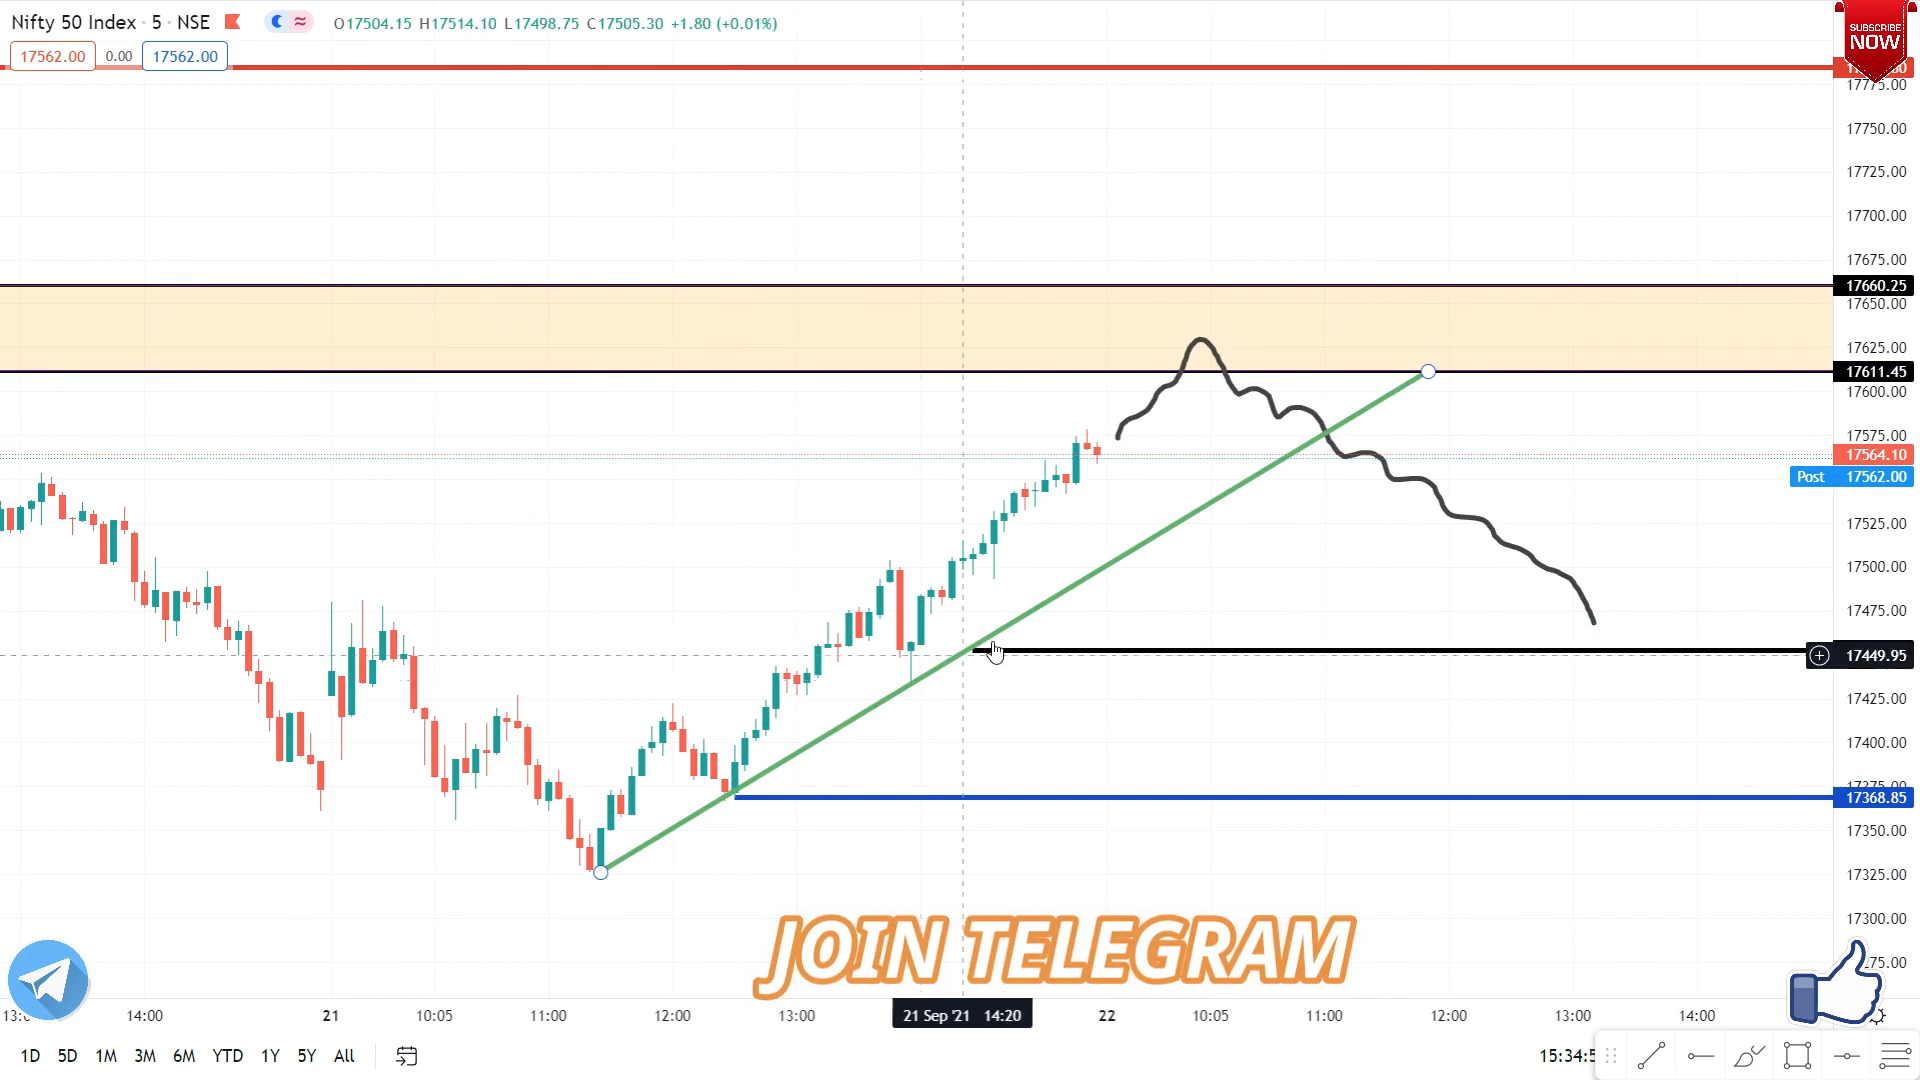 Nifty 50 Index · 5 · NSE
O17504.15 H17514.10 L17498.75 C17505.30 +1.80 (+0.01%)
SUBSCRIBE
NOW
17562.00 0.00 17562.00
17775.00
17750.00
17725.00
17700.00
17675.00
17660.25
17650.00
17625.00
17611.45
17600.00
17575.00
17564.10
Post 17562.00
17525.00
17500.00
17475.00
17449.95
17425.00
17400.00
17368.85
17350.00
17325.00
17300.00
JOIN TELEGRAM
14:00 21 10:05 11:00 12:00 13:00 21 Sep '21 14:20 22 10:05 11:00 12:00 13:00 14:00
1D 5D 1M 3M 6M YTD 1Y 5Y All